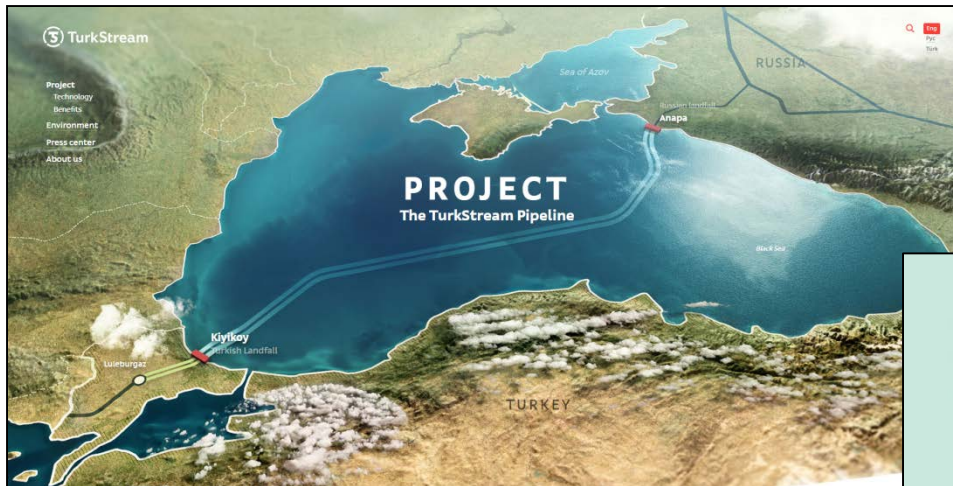 TurkStream
Eng
Рус
Türk
Project
Technology
Benefits
Environment
Press center
About us
Sea of Azov
RUSSIA
Russian landfall
Anapa
PROJECT
The TurkStream Pipeline
Black Sea
Kiyikoy
Turkish Landfall
Luleburgaz
TURKEY